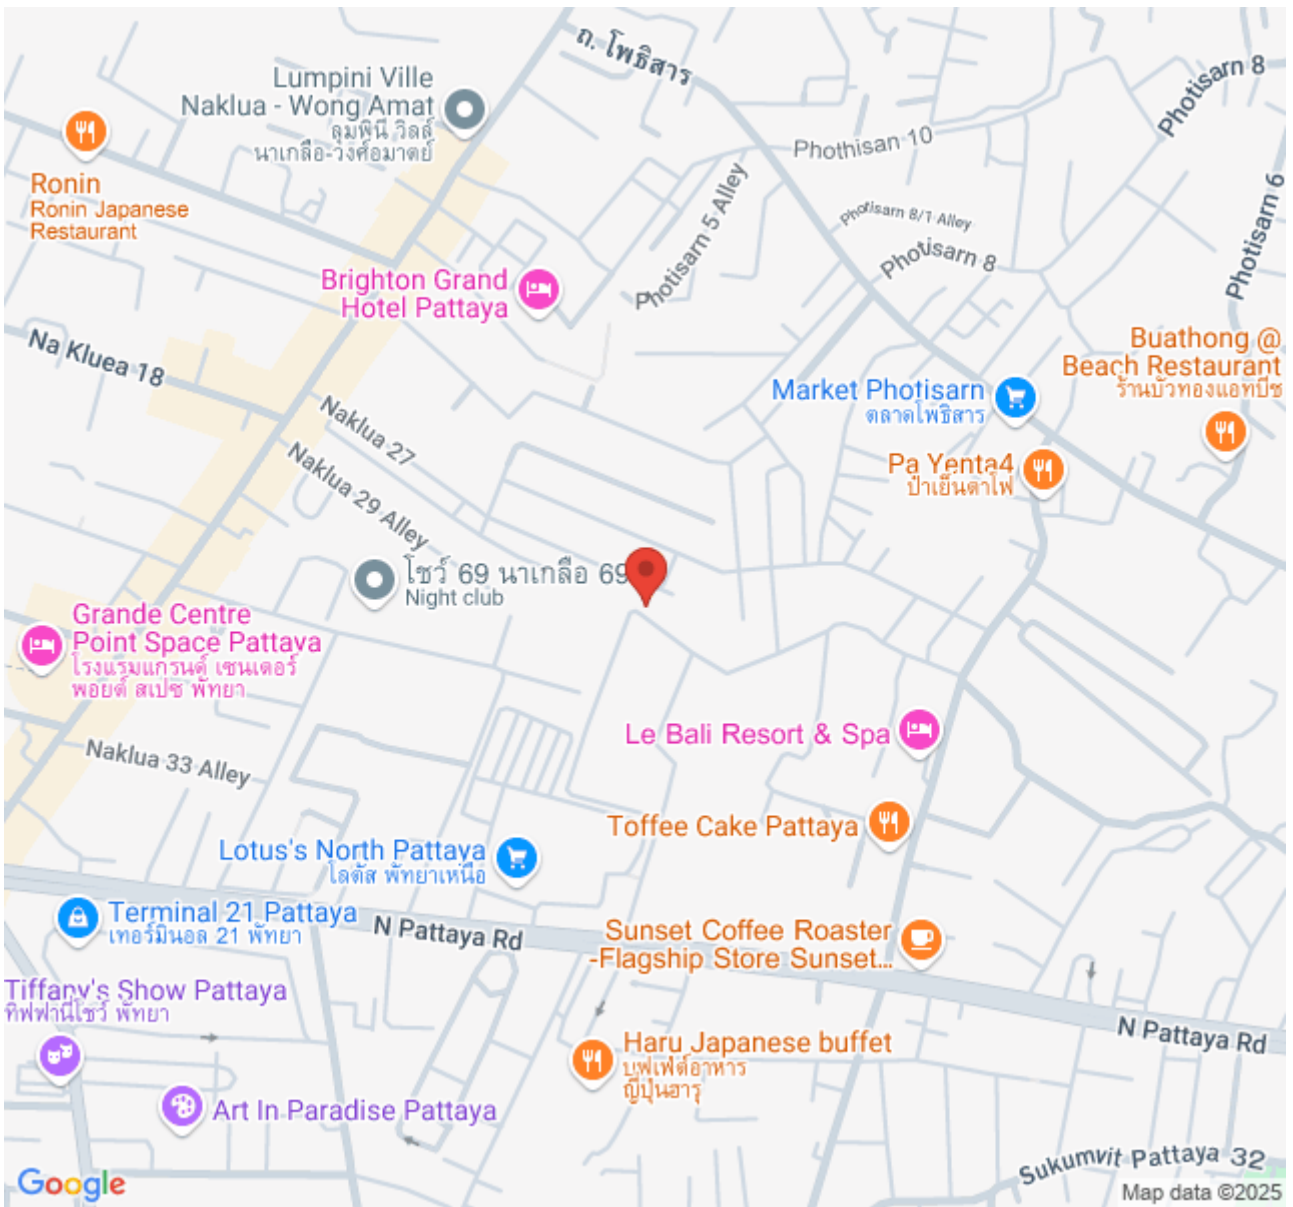 ถ. โพธิสาร
Photisarn 8
Lumpini Ville
Naklua - Wong Amat
ลุมพินี วิลล์
นาเกลือ-วงศ์อมาตย์
Phothisan 10
Ronin
Ronin Japanese
Restaurant
Photisarn 5 Alley
Photisarn 8/1 Alley
Photisarn 8
Photisarn 6
Brighton Grand
Hotel Pattaya
Na Kluea 18
Buathong @
Beach Restaurant
ร้านบัวทองแอทบีช
Market Photisarn
ตลาดโพธิสาร
Naklua 27
Naklua 29 Alley
Pa Yenta4
ป้าเย็นตาโฟ
โชว์ 69 นาเกลือ 69
Night club
Grande Centre
Point Space Pattaya
โรงแรมแกรนด์ เซนเตอร์
พอยต์ สเปซ พัทยา
Le Bali Resort & Spa
Naklua 33 Alley
Toffee Cake Pattaya
Lotus's North Pattaya
โลตัส พัทยาเหนือ
Terminal 21 Pattaya
เทอร์มินอล 21 พัทยา
N Pattaya Rd
Sunset Coffee Roaster
-Flagship Store Sunset...
Tiffany's Show Pattaya
ทิฟฟานี่โชว์ พัทยา
N Pattaya Rd
Haru Japanese buffet
บุฟเฟ่ต์อาหาร
ญี่ปุ่นฮารุ
Art In Paradise Pattaya
Sukumvit Pattaya 32
Google
Map data ©2025